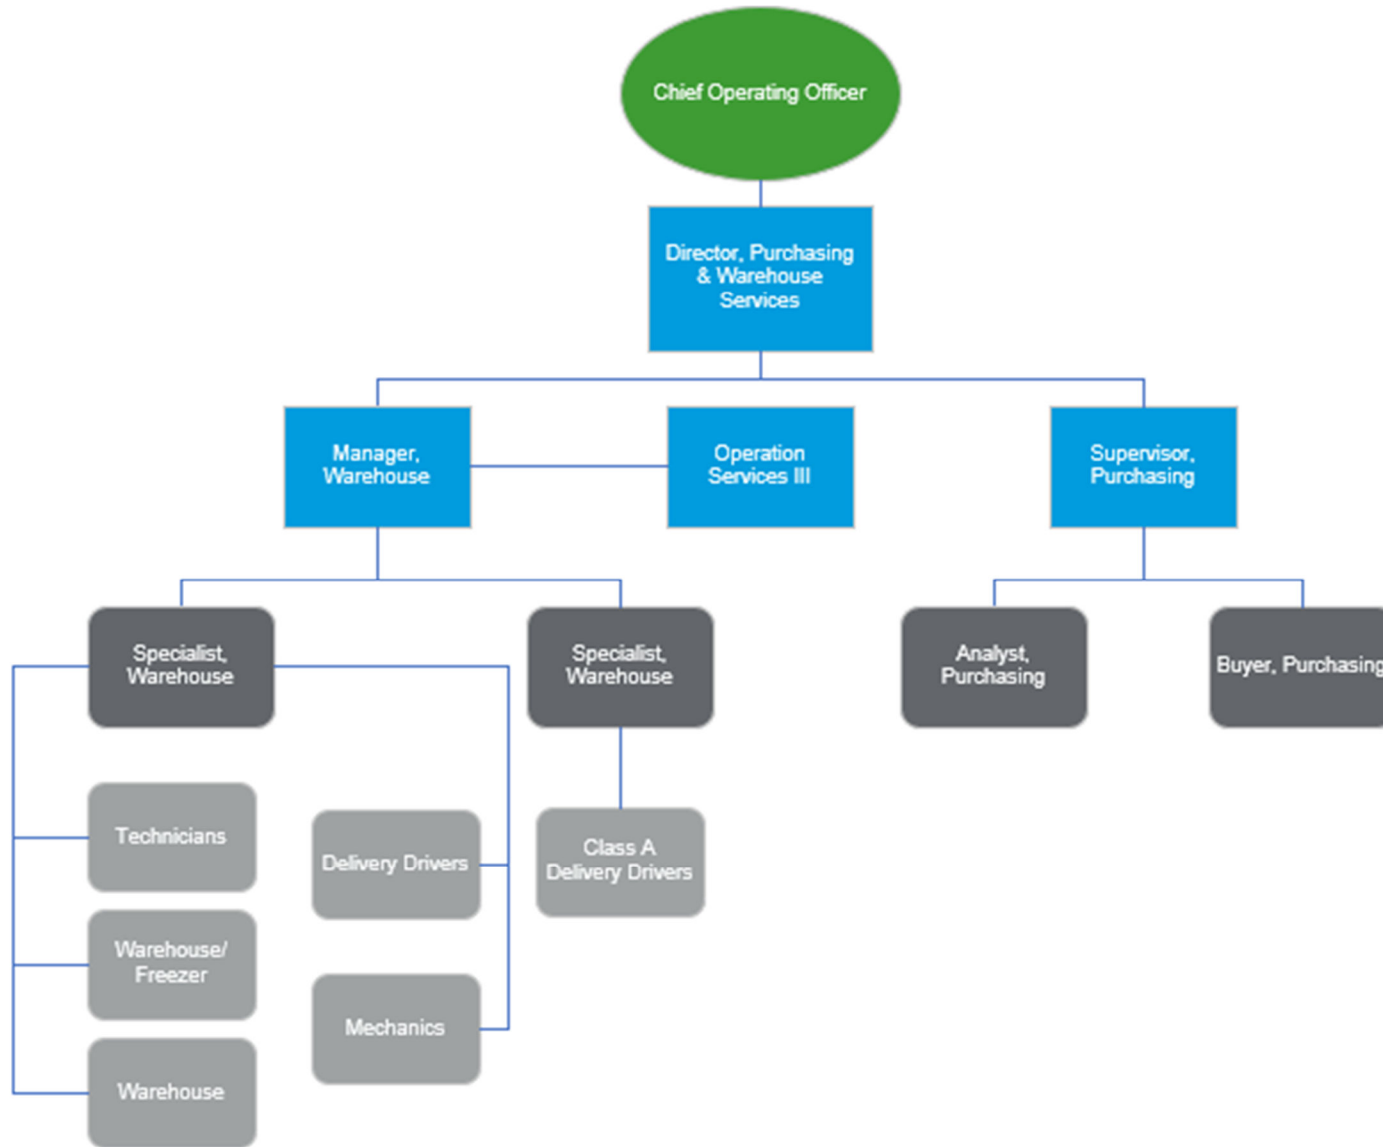 Chief Operating Officer
Director, Purchasing
& Warehouse
Services
Manager,
Warehouse
Operation
Services III
Supervisor,
Purchasing
Specialist,
Warehouse
Specialist,
Warehouse
Analyst,
Purchasing
Buyer, Purchasing
Technicians
Delivery Drivers
Class A
Delivery Drivers
Warehouse/
Freezer
Mechanics
Warehouse